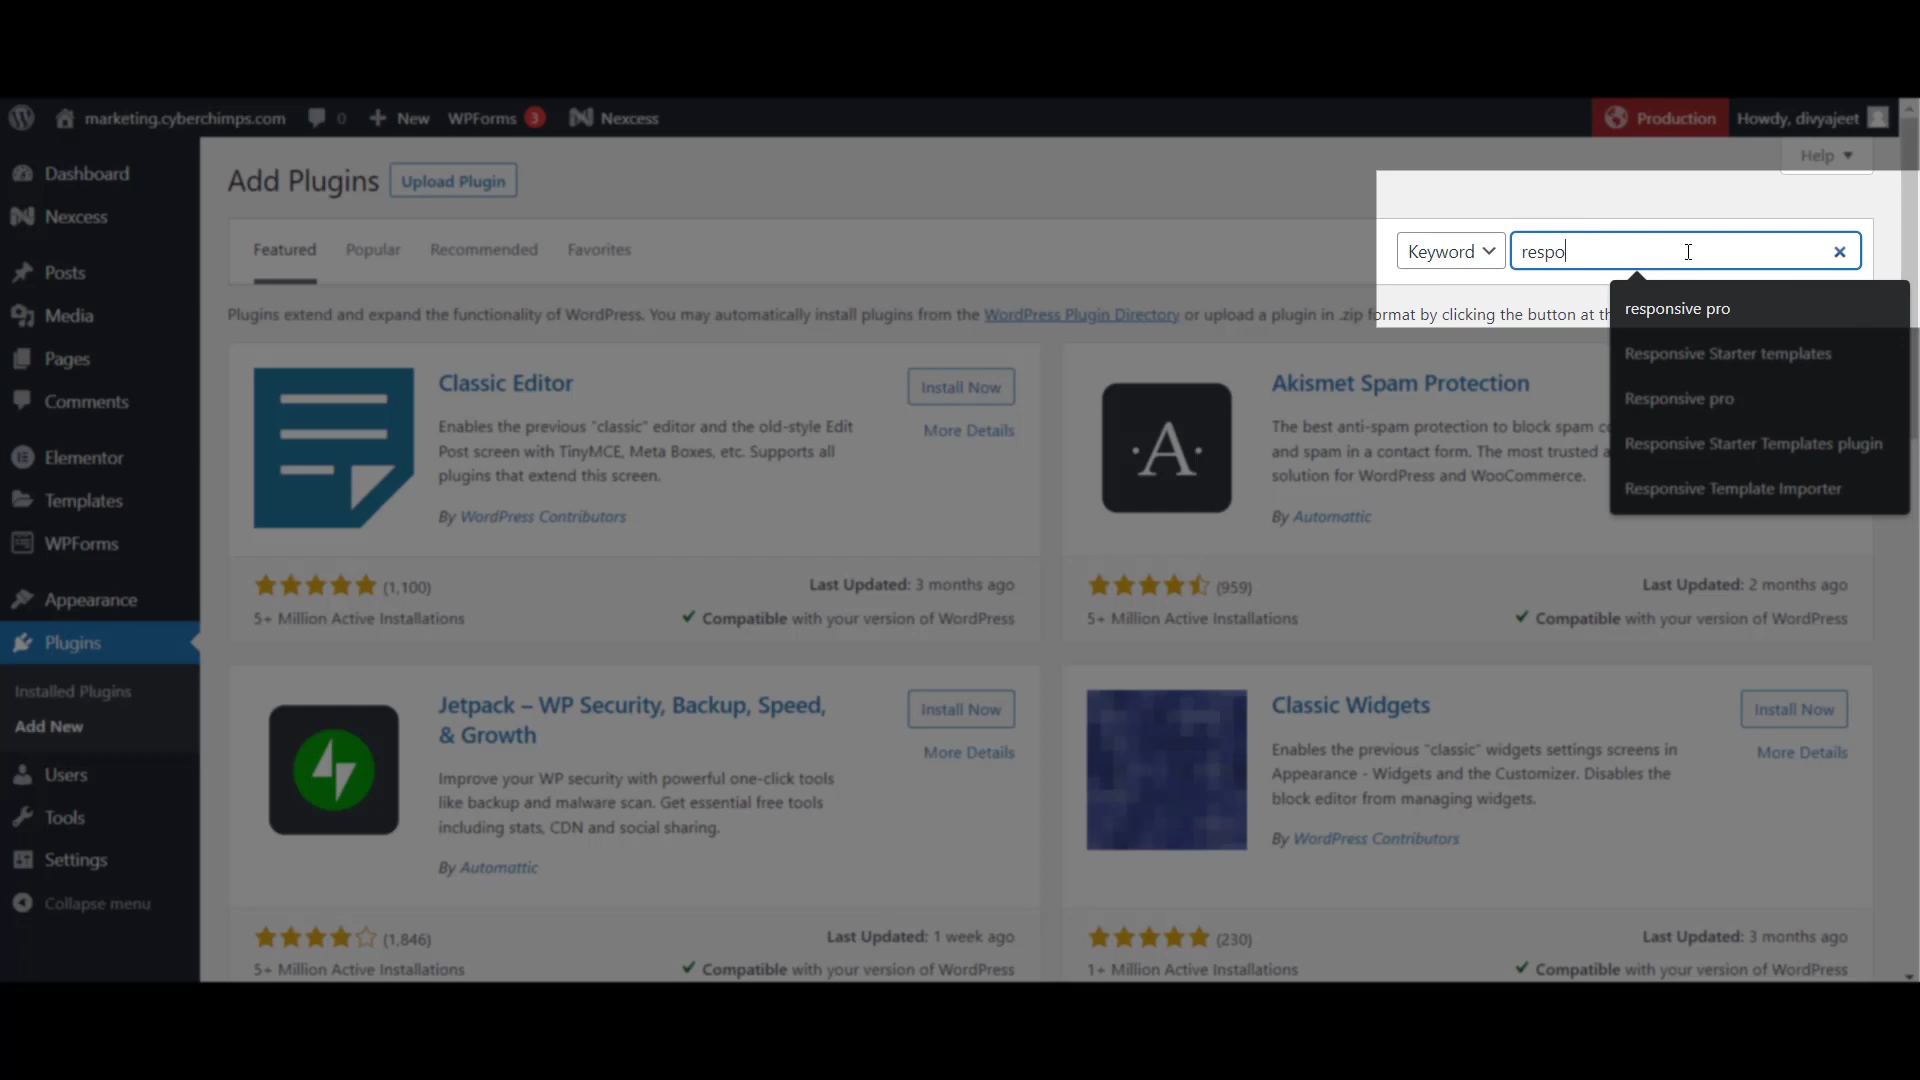 marketing.cyberchimps.com 0 New WPForms 3 Nexcess Production Howdy, divyajeet
Help
Dashboard
Nexcess
Posts
Media
Pages
Comments
Elementor
Templates
WPForms
Appearance
Plugins
Installed Plugins
Add New
Users
Tools
Settings
Collapse menu
Add Plugins Upload Plugin
Featured Popular Recommended Favorites
Keyword respo
responsive pro
Responsive Starter templates
Responsive pro
Responsive Starter Templates plugin
Responsive Template Importer
Plugins extend and expand the functionality of WordPress. You may automatically install plugins from the WordPress Plugin Directory or upload a plugin in .zip format by clicking the button at th
Classic Editor
Install Now
More Details
Enables the previous "classic" editor and the old-style Edit
Post screen with TinyMCE, Meta Boxes, etc. Supports all
plugins that extend this screen.
By WordPress Contributors
(1,100)
Last Updated: 3 months ago
5+ Million Active Installations
Compatible with your version of WordPress
·A·
Akismet Spam Protection
The best anti-spam protection to block spam c
and spam in a contact form. The most trusted a
solution for WordPress and WooCommerce.
By Automattic
(959)
Last Updated: 2 months ago
5+ Million Active Installations
Compatible with your version of WordPress
Jetpack – WP Security, Backup, Speed,
& Growth
Install Now
More Details
Improve your WP security with powerful one-click tools
like backup and malware scan. Get essential free tools
including stats, CDN and social sharing.
By Automattic
(1,846)
Last Updated: 1 week ago
5+ Million Active Installations
Compatible with your version of WordPress
Classic Widgets
Install Now
More Details
Enables the previous "classic" widgets settings screens in
Appearance - Widgets and the Customizer. Disables the
block editor from managing widgets.
By WordPress Contributors
(230)
Last Updated: 3 months ago
1+ Million Active Installations
Compatible with your version of WordPress